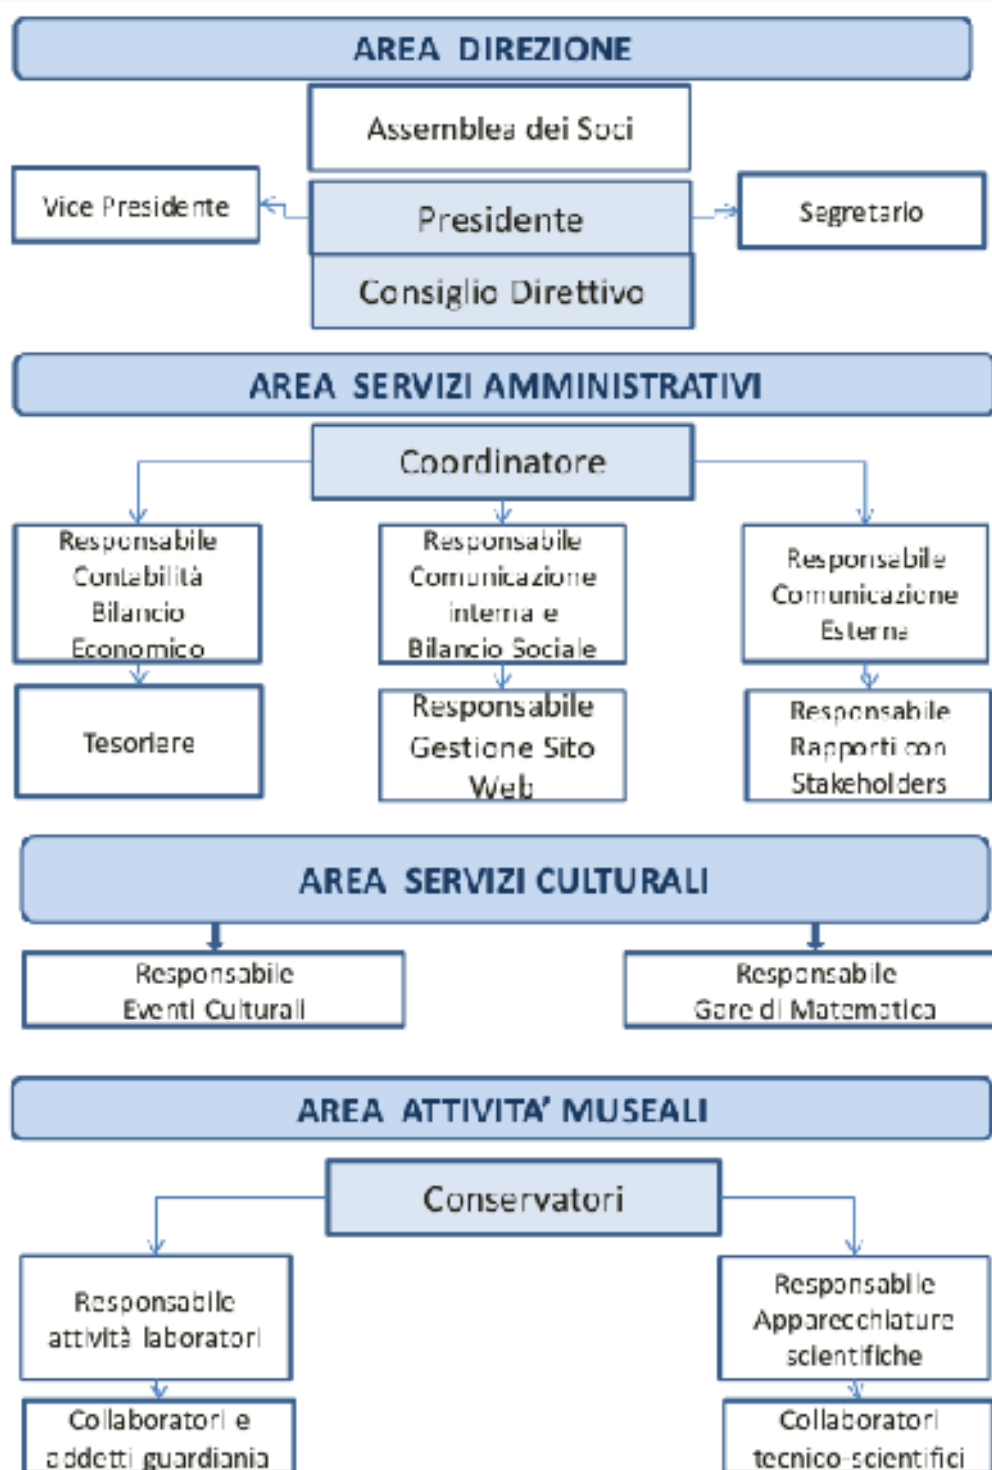 AREA DIREZIONE
Assemblea dei Soci
Vice Presidente
Presidente
Segretario
Consiglio Direttivo
AREA SERVIZI AMMINISTRATIVI
Coordinatore
Responsabile
Contabilità
Bilancio
Economico
Responsabile
Comunicazione
interna e
Bilancio Sociale
Responsabile
Comunicazione
Esterna
Tesoriere
Responsabile
Gestione Sito
Web
Responsabile
Rapporti con
Stakeholders
AREA SERVIZI CULTURALI
Responsabile
Eventi Culturali
Responsabile
Gare di Matematica
AREA ATTIVITA’ MUSEALI
Conservatori
Responsabile
attività laboratori
Responsabile
Apparecchiature
scientifiche
Collaboratori e
addetti guardiania
Collaboratori
tecnico-scientifici